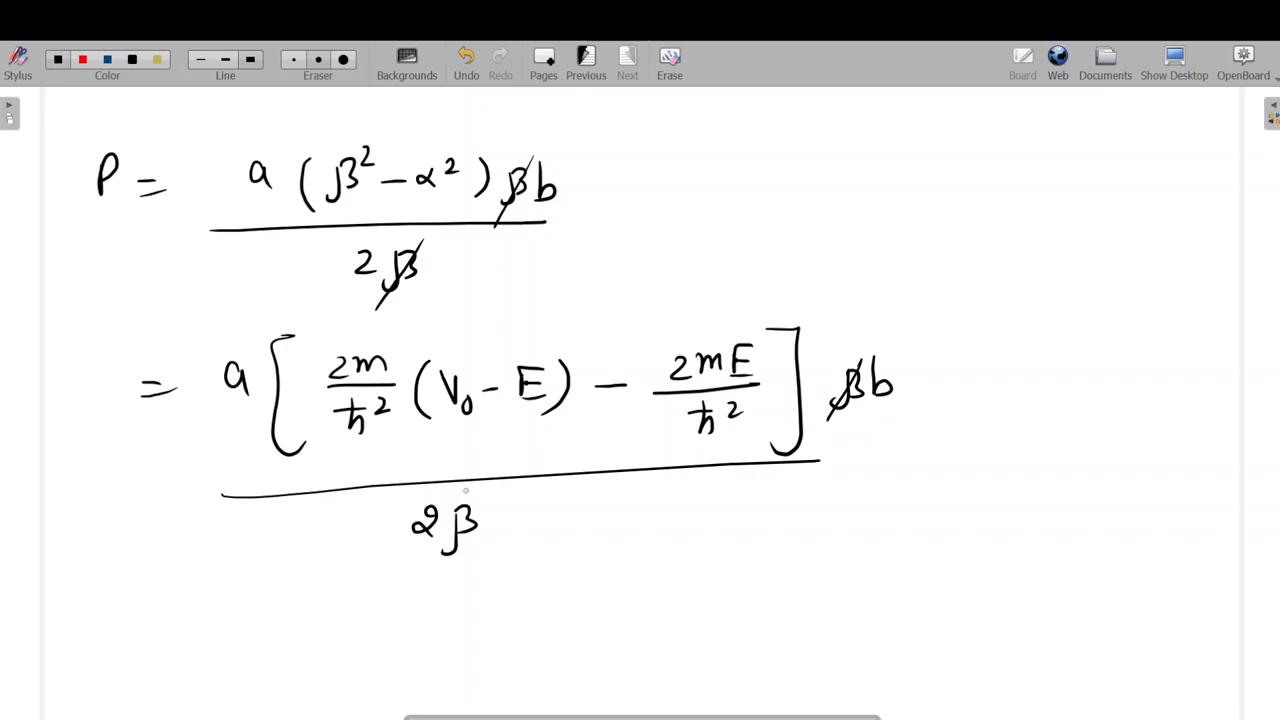 Stylus Color Line Eraser Backgrounds Undo Redo Pages Previous Next Erase Board Web Documents Show Desktop OpenBoard
P = a (β² − α²) βb
2β
= a [ 2m/ħ² (V₀ − E) − 2mE/ħ² ] βb
2β